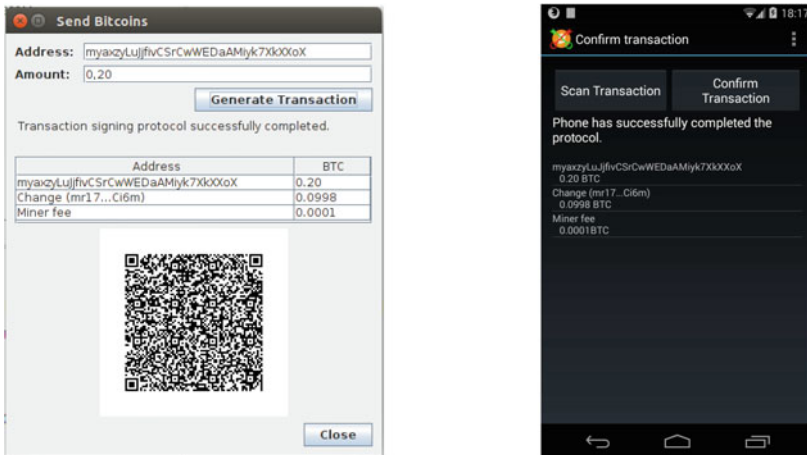 Send Bitcoins
Address: myaxzyLuJjfivCSrCwWEDaAMiyk7XkXXoX
Amount: 0,20
Generate Transaction
Transaction signing protocol successfully completed.
Address BTC
myaxzyLuJjfivCSrCwWEDaAMiyk7XkXXoX 0.20
Change (mr17...Ci6m) 0.0998
Miner fee 0.0001
Close
18:17
Confirm transaction
Scan Transaction
Confirm
Transaction
Phone has successfully completed the
protocol.
myaxzyLuJjfivCSrCwWEDaAMiyk7XkXXoX
0.20 BTC
Change (mr17...Ci6m)
0.0998 BTC
Miner fee
0.0001BTC